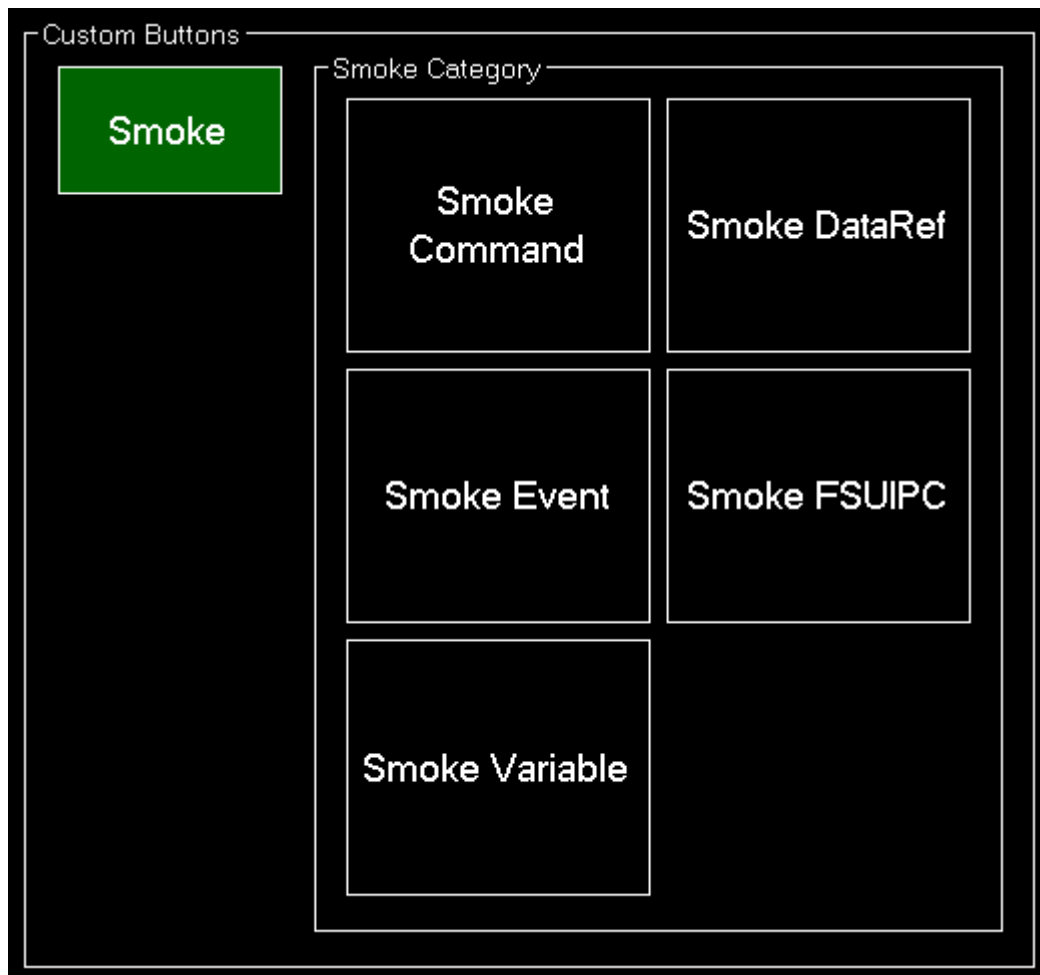 Custom Buttons
Smoke
Smoke Category
Smoke
Command
Smoke DataRef
Smoke Event
Smoke FSUIPC
Smoke Variable